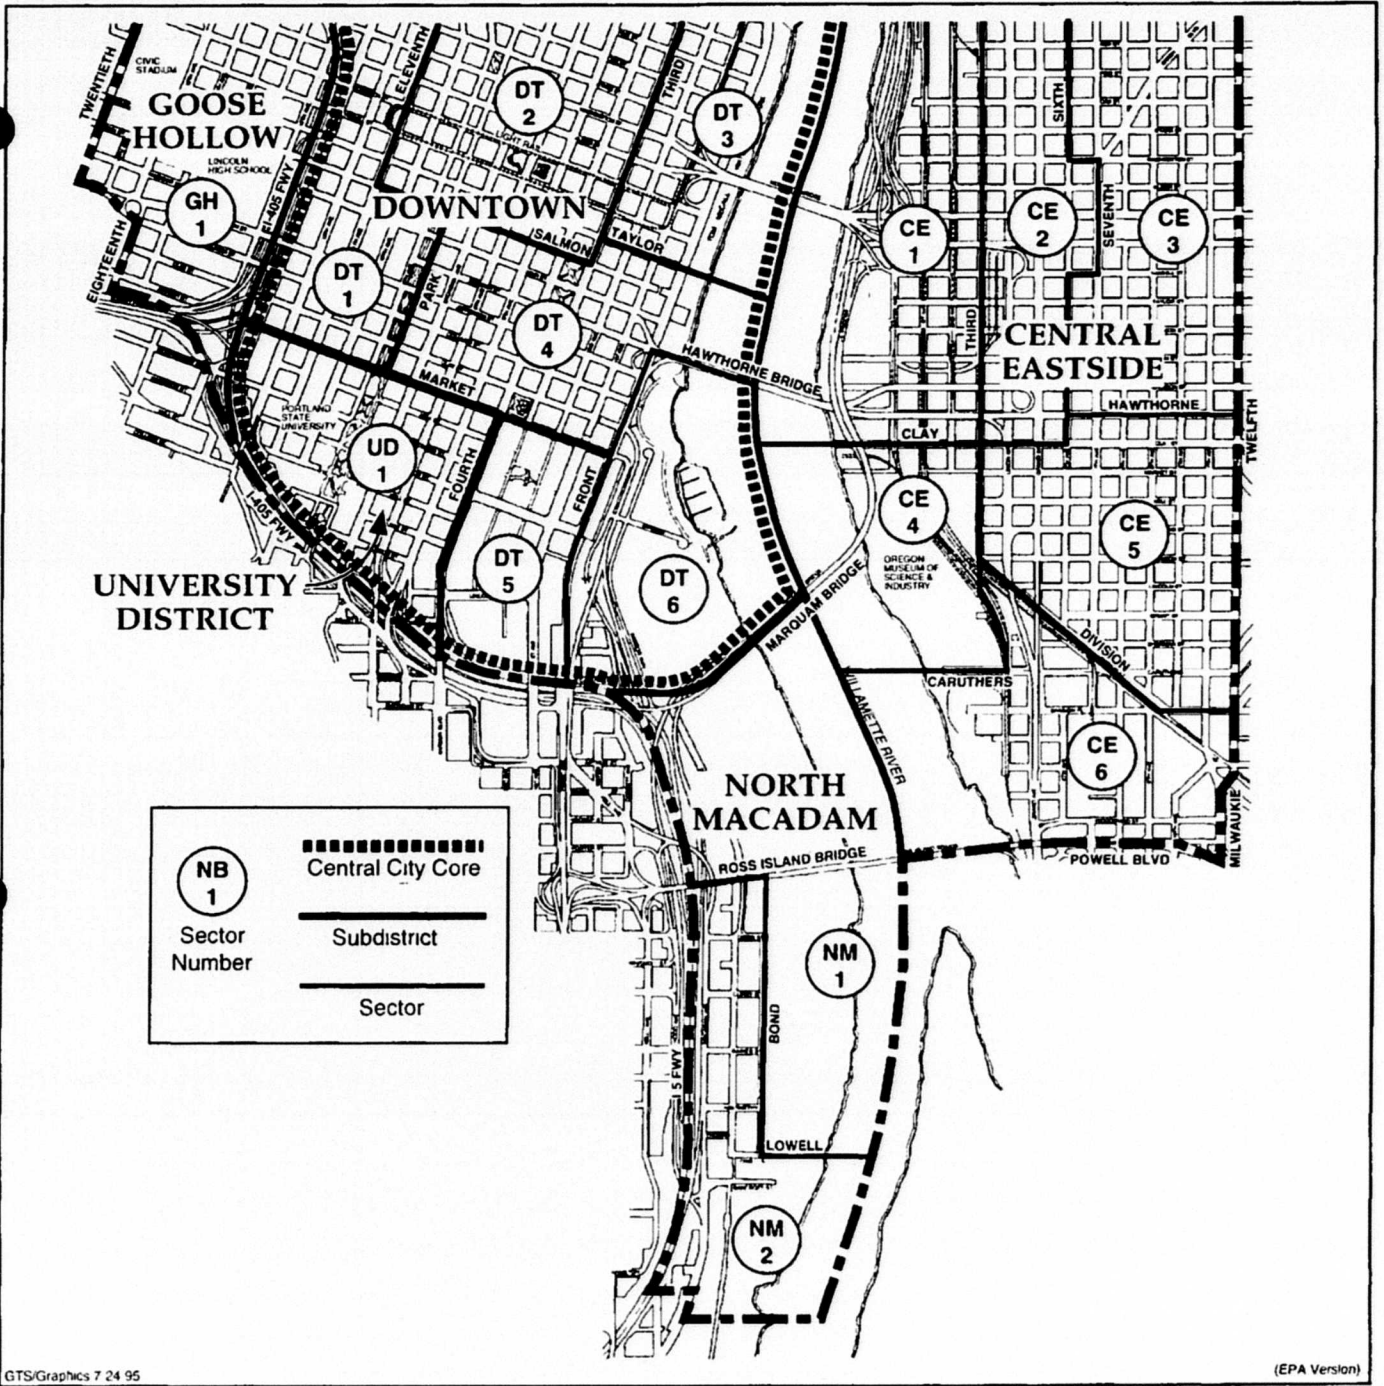 TWENTIETH
CIVIC
STADIUM
GOOSE
HOLLOW
LINCOLN
HIGH SCHOOL
GH
1
EIGHTEENTH
I-405 FWY
ELEVENTH
DT
2
LIGHT RAIL
THIRD
DT
3
DOWNTOWN
SALMON
TAYLOR
DT
1
PARK
DT
4
MARKET
HAWTHORNE BRIDGE
PORTLAND
STATE
UNIVERSITY
UD
1
FOURTH
FRONT
I-405 FWY
UNIVERSITY
DISTRICT
DT
5
DT
6
MARQUAM BRIDGE
SIXTH
SEVENTH
CE
1
CE
2
CE
3
THIRD
CENTRAL
EASTSIDE
HAWTHORNE
CLAY
TWELFTH
CE
4
OREGON
MUSEUM OF
SCIENCE &
INDUSTRY
CE
5
DIVISION
CARUTHERS
WILLAMETTE RIVER
CE
6
MILWAUKIE
POWELL BLVD
NORTH
MACADAM
ROSS ISLAND BRIDGE
NM
1
BOND
I 5 FWY
LOWELL
NM
2
NB
1
Sector
Number
Central City Core
Subdistrict
Sector
GTS/Graphics 7 24 95
(EPA Version)